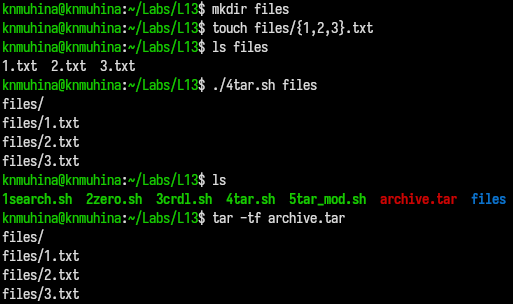 knmuhina@knmuhina:~/Labs/L13$ mkdir files
knmuhina@knmuhina:~/Labs/L13$ touch files/{1,2,3}.txt
knmuhina@knmuhina:~/Labs/L13$ ls files
1.txt  2.txt  3.txt
knmuhina@knmuhina:~/Labs/L13$ ./4tar.sh files
files/
files/1.txt
files/2.txt
files/3.txt
knmuhina@knmuhina:~/Labs/L13$ ls
1search.sh  2zero.sh  3crdl.sh  4tar.sh  5tar_mod.sh  archive.tar  files
knmuhina@knmuhina:~/Labs/L13$ tar -tf archive.tar
files/
files/1.txt
files/2.txt
files/3.txt